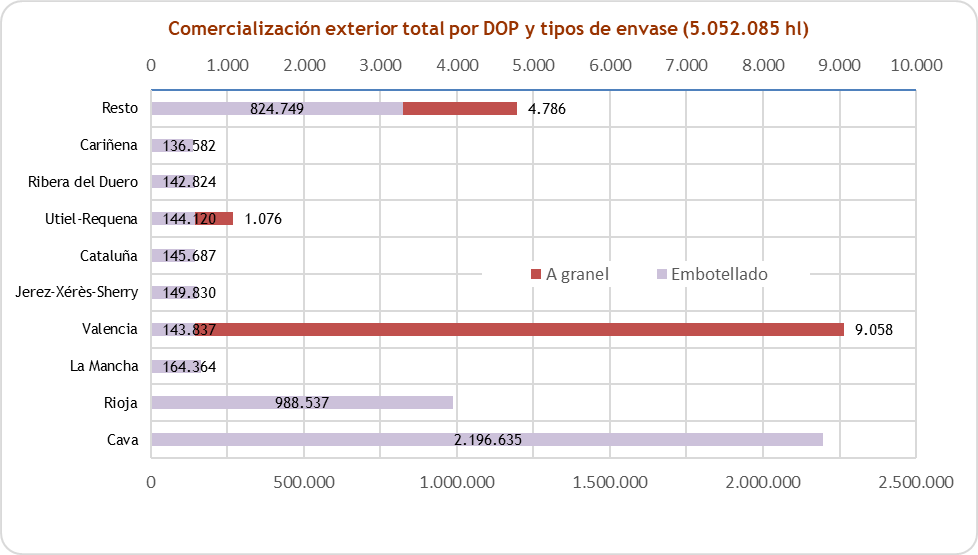 Comercialización exterior total por DOP y tipos de envase (5.052.085 hl)
0 1.000 2.000 3.000 4.000 5.000 6.000 7.000 8.000 9.000 10.000
Resto 824.749 4.786
Cariñena 136.582
Ribera del Duero 142.824
Utiel-Requena 144.120 1.076
Cataluña 145.687
A granel Embotellado
Jerez-Xérès-Sherry 149.830
Valencia 143.837 9.058
La Mancha 164.364
Rioja 988.537
Cava 2.196.635
0 500.000 1.000.000 1.500.000 2.000.000 2.500.000